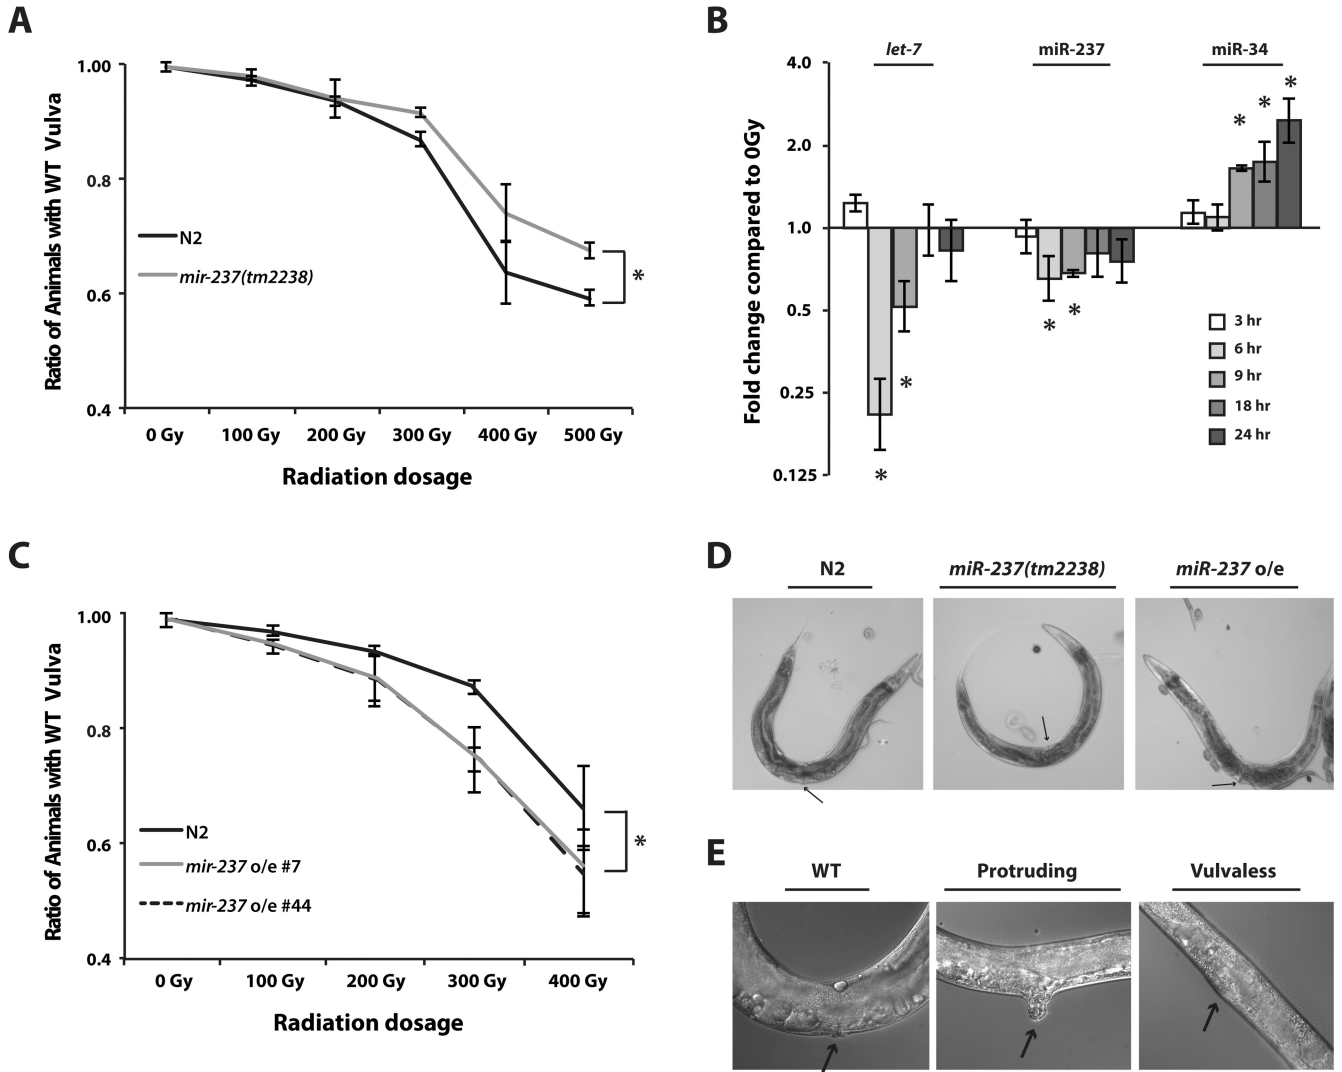 A
Ratio of Animals with WT Vulva
1.00
0.8
0.6
0.4
N2
mir-237(tm2238)
*
0 Gy 100 Gy 200 Gy 300 Gy 400 Gy 500 Gy
Radiation dosage
B
Fold change compared to 0Gy
let-7 miR-237 miR-34
4.0
2.0
1.0
0.5
0.25
0.125
* * *
* *
*
*
3 hr
6 hr
9 hr
18 hr
24 hr
C
Ratio of Animals with WT Vulva
1.00
0.8
0.6
0.4
N2
mir-237 o/e #7
mir-237 o/e #44
*
0 Gy 100 Gy 200 Gy 300 Gy 400 Gy
Radiation dosage
D
N2 miR-237(tm2238) miR-237 o/e
E
WT Protruding Vulvaless